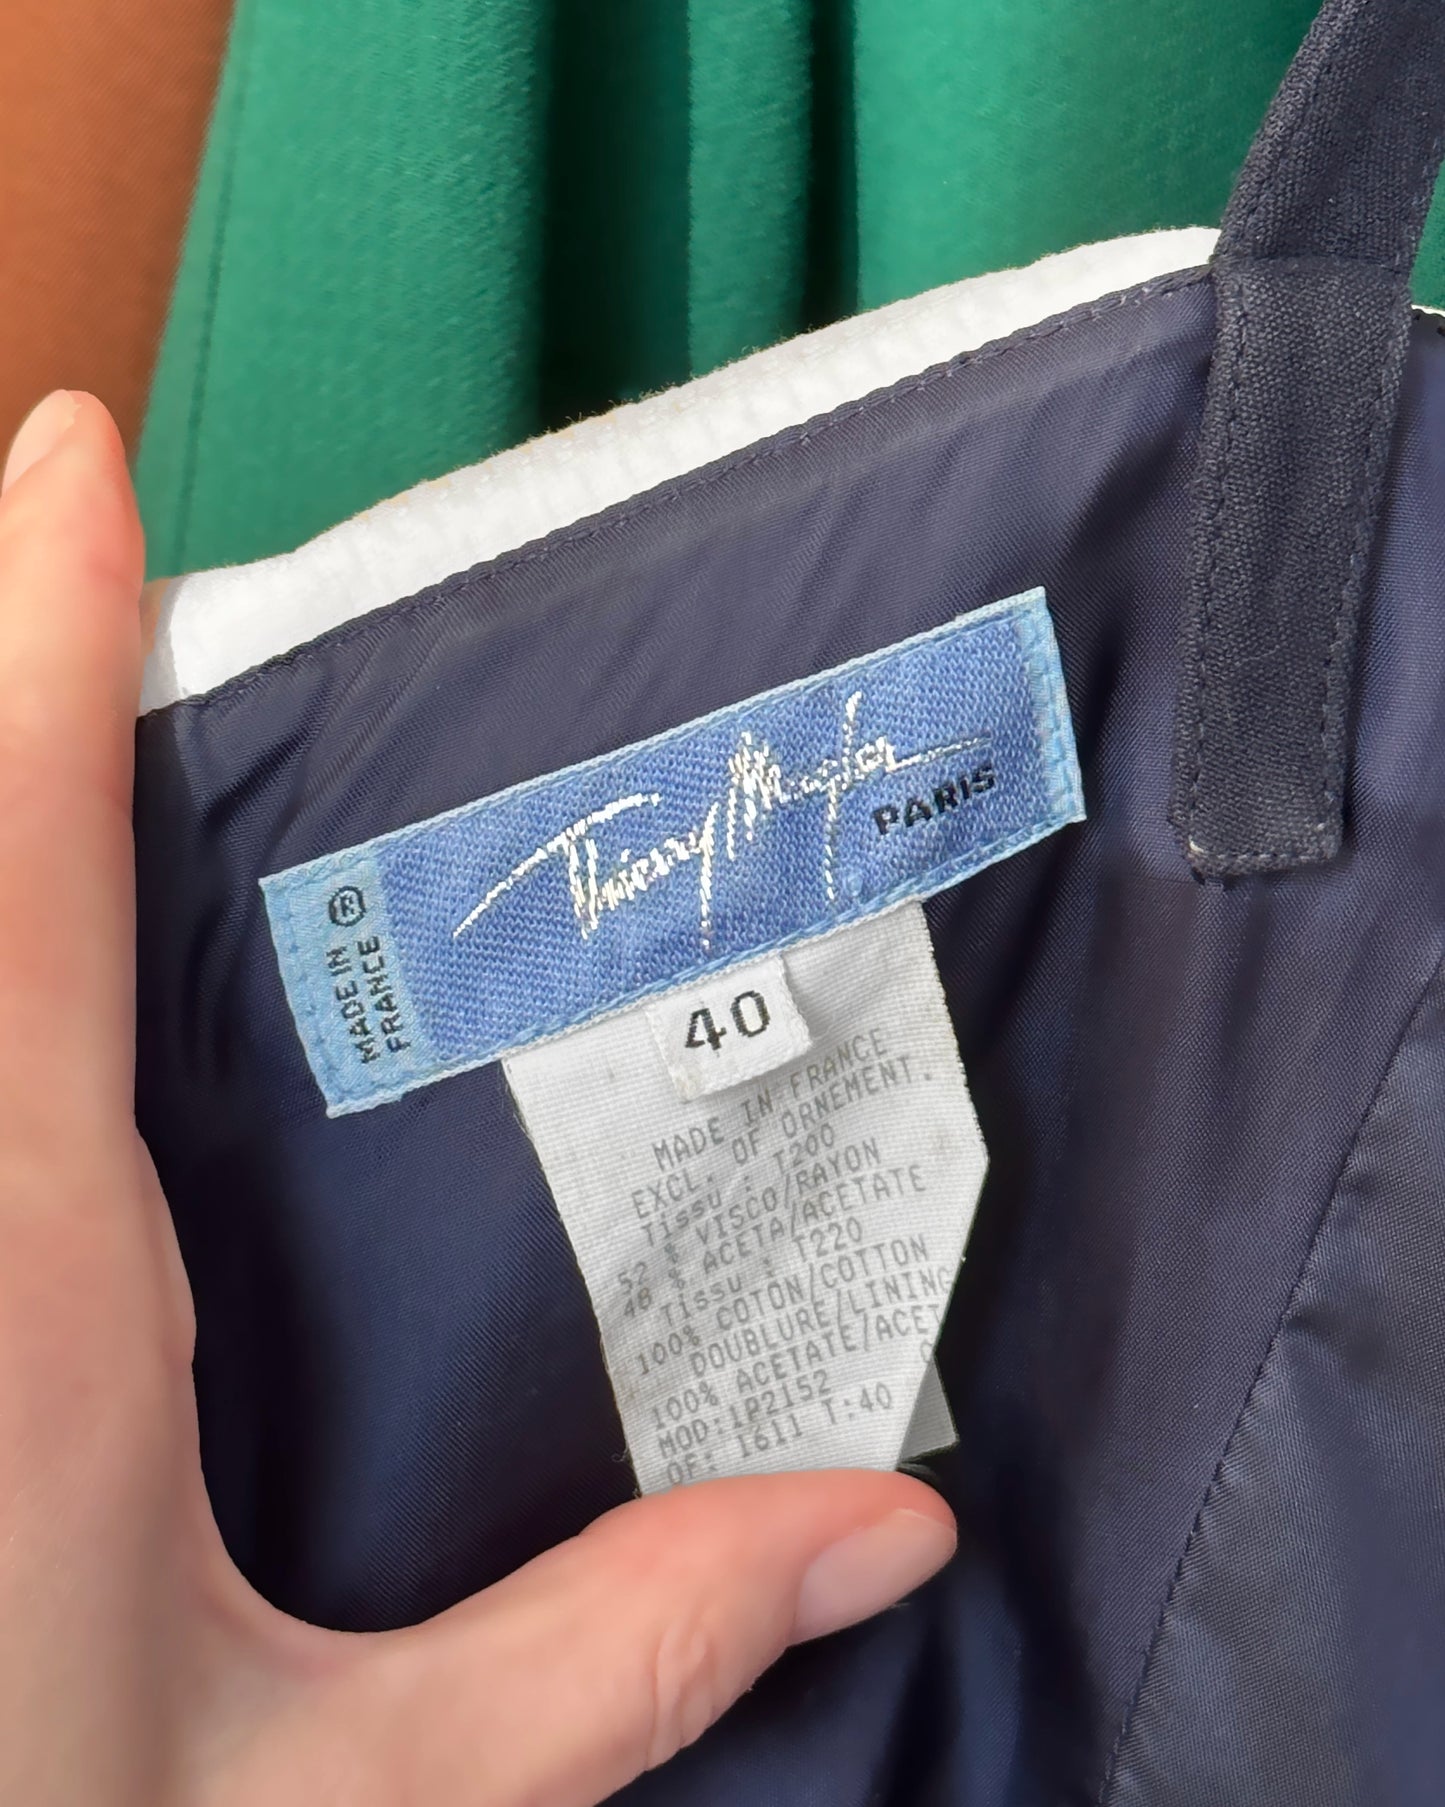 Thierry Mugler
PARIS
®
MADE IN
FRANCE
40
MADE IN FRANCE
EXCL. OF ORNEMENT.
Tissu : T200
52 % VISCO/RAYON
48 % ACETA/ACETATE
Tissu : T220
100% COTON/COTTON
DOUBLURE/LINING
100% ACETATE/ACET
MOD:1P2152
OF: 1611 T:40